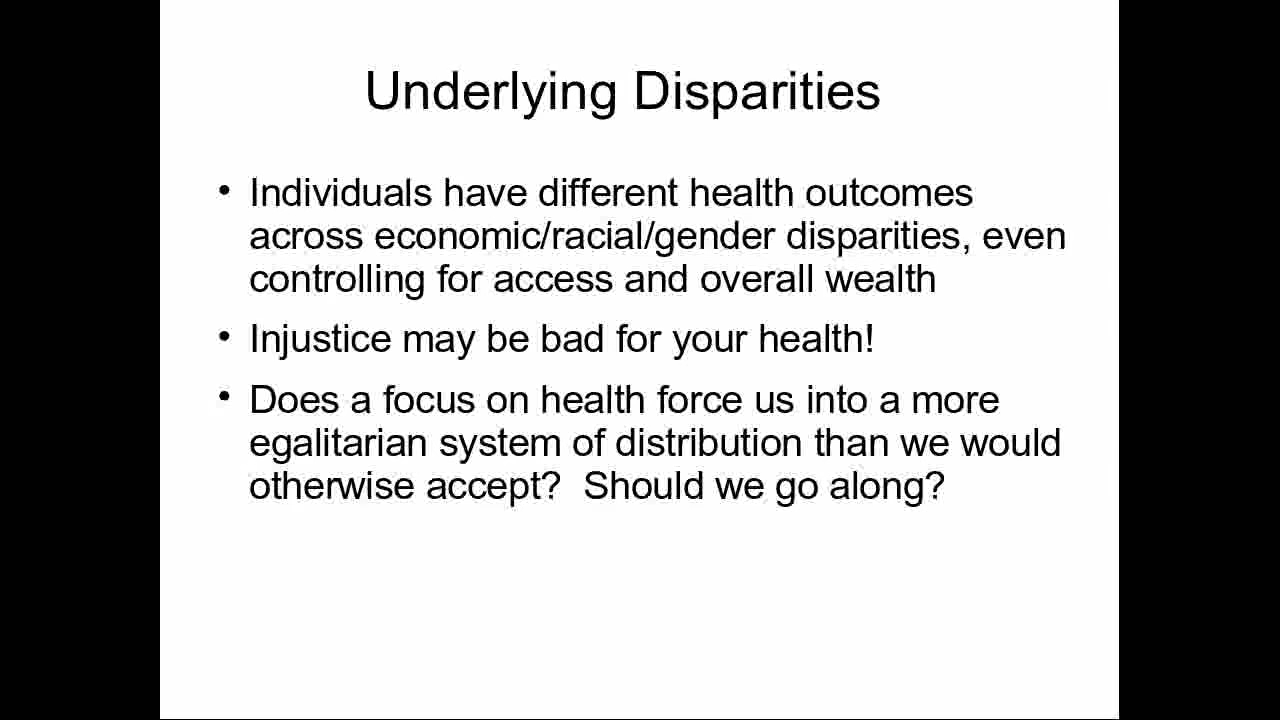 Underlying Disparities
• Individuals have different health outcomes
across economic/racial/gender disparities, even
controlling for access and overall wealth
• Injustice may be bad for your health!
• Does a focus on health force us into a more
egalitarian system of distribution than we would
otherwise accept?  Should we go along?